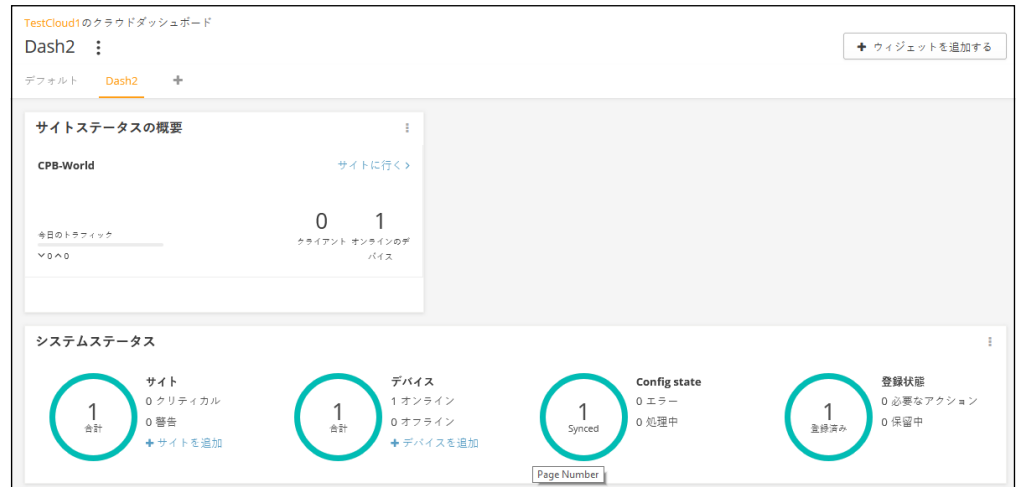 TestCloud1のクラウドダッシュボード
Dash2
+ ウィジェットを追加する
デフォルト Dash2 +
サイトステータスの概要
CPB-World サイトに行く >
0 1
今日のトラフィック
クライアント オンラインのデバイス
0 0
システムステータス
1
合計
サイト
0 クリティカル
0 警告
+ サイトを追加
1
合計
デバイス
1 オンライン
0 オフライン
+ デバイスを追加
1
Synced
Config state
0 エラー
0 処理中
1
登録済み
登録状態
0 必要なアクション
0 保留中
Page Number